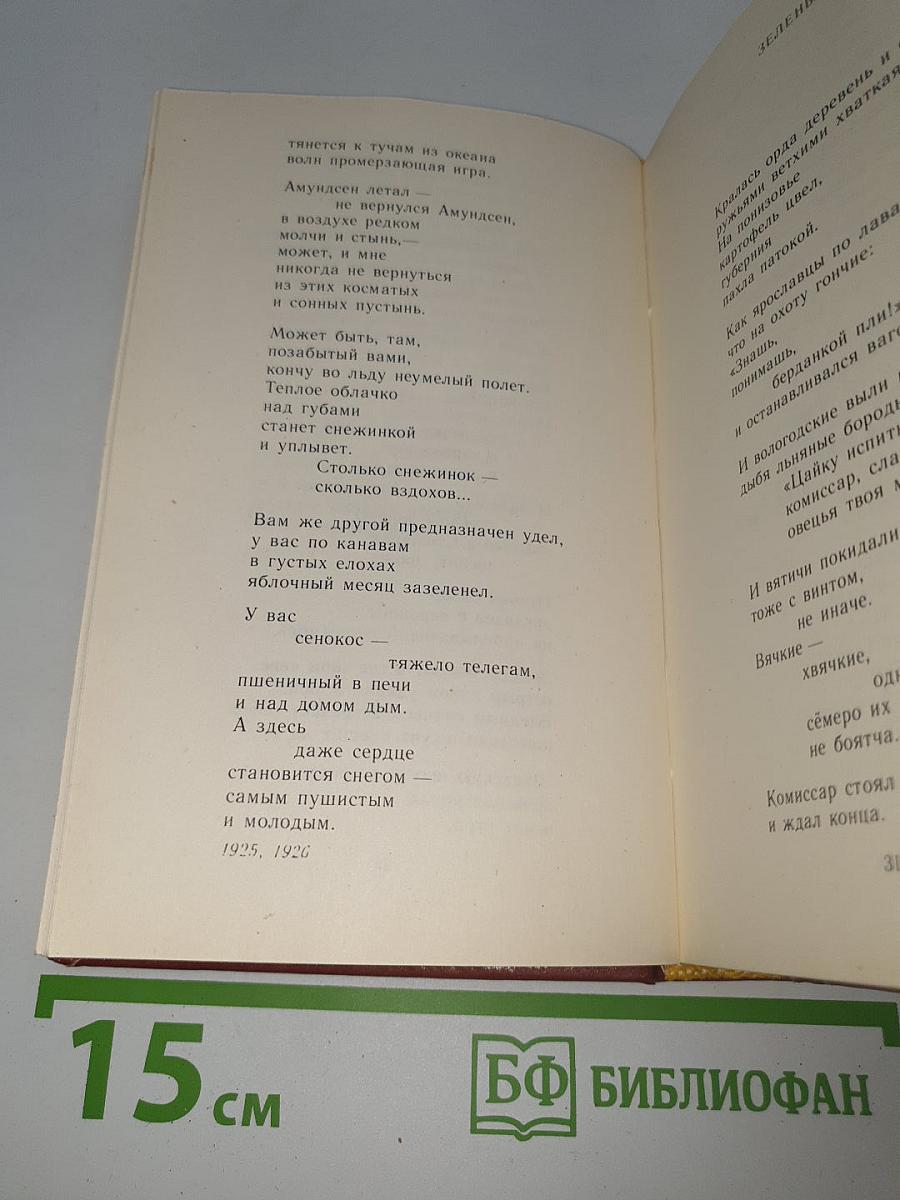 тянется к тучам из океана
волн промерзающая игра.
Амундсен летал —
не вернулся Амундсен,
в воздухе редком
молчи и стынь,—
может, и мне
никогда не вернуться
из этих косматых
и сонных пустынь.
Может быть, там,
позабытый вами,
кончу во льду неумелый полет.
Теплое облачко
над губами
станет снежинкой
и уплывет.
Столько снежинок —
сколько вздохов...
Вам же другой предназначен удел,
у вас по канавам
в густых елохах
яблочный месяц зазеленел.
У вас
сенокос —
тяжело телегам,
пшеничный в печи
и над домом дым.
А здесь
даже сердце
становится снегом —
самым пушистым
и молодым.
1925, 1926
Кралась орда деревень и
ружьями ветхими хваткая
На понизовье
картофель цвел,
губерния
пахла патокой.
Как ярославцы по
что на охоту гончие:
«Знашь,
понимашь,
берданкой пли!»
и останавливался
И вологодские выли
дыбя льняные
«Цайку
комиссар,
овецья твоя
И вятичи покидали
тоже с винтом,
не иначе.
Вячкие —
хвячкие,
сёмеро их
не боятча.
Комиссар стоял
и ждал конца.
15 см
БФ БИБЛИОФАН